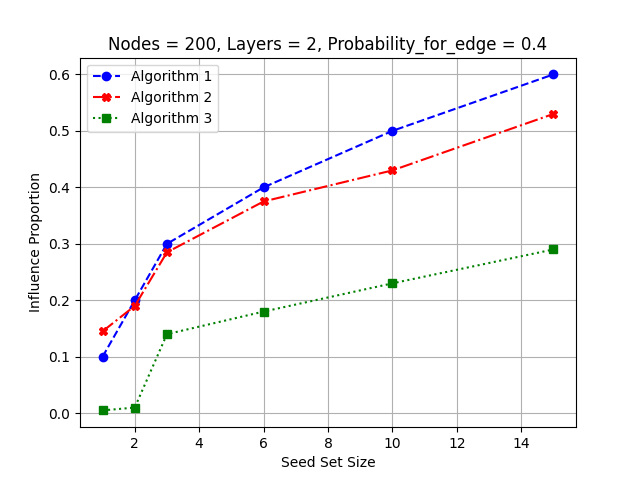 Nodes = 200, Layers = 2, Probability_for_edge = 0.4
Algorithm 1
Algorithm 2
Algorithm 3
Influence Proportion
0.6
0.5
0.4
0.3
0.2
0.1
0.0
2 4 6 8 10 12 14
Seed Set Size